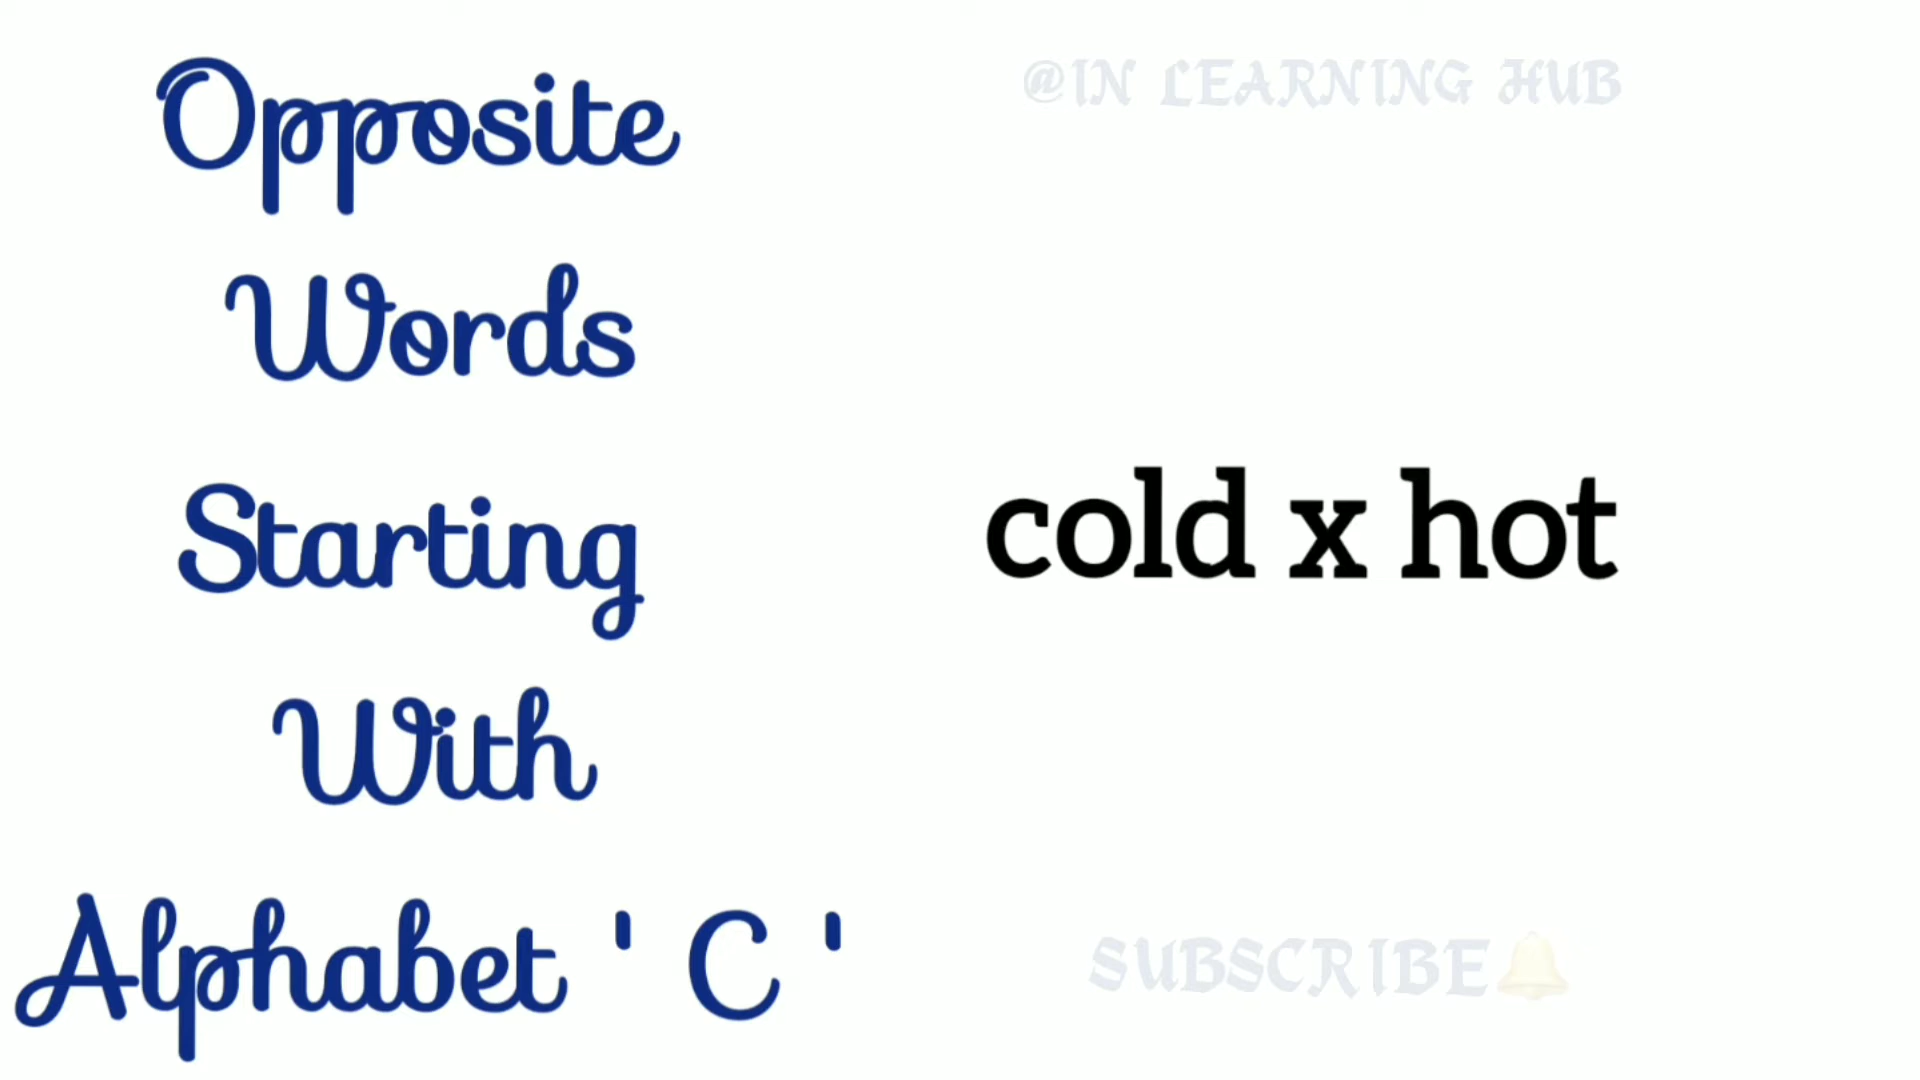 Opposite
Words
Starting
With
Alphabet ' C '
@IN LEARNING HUB
cold x hot
SUBSCRIBE🔔